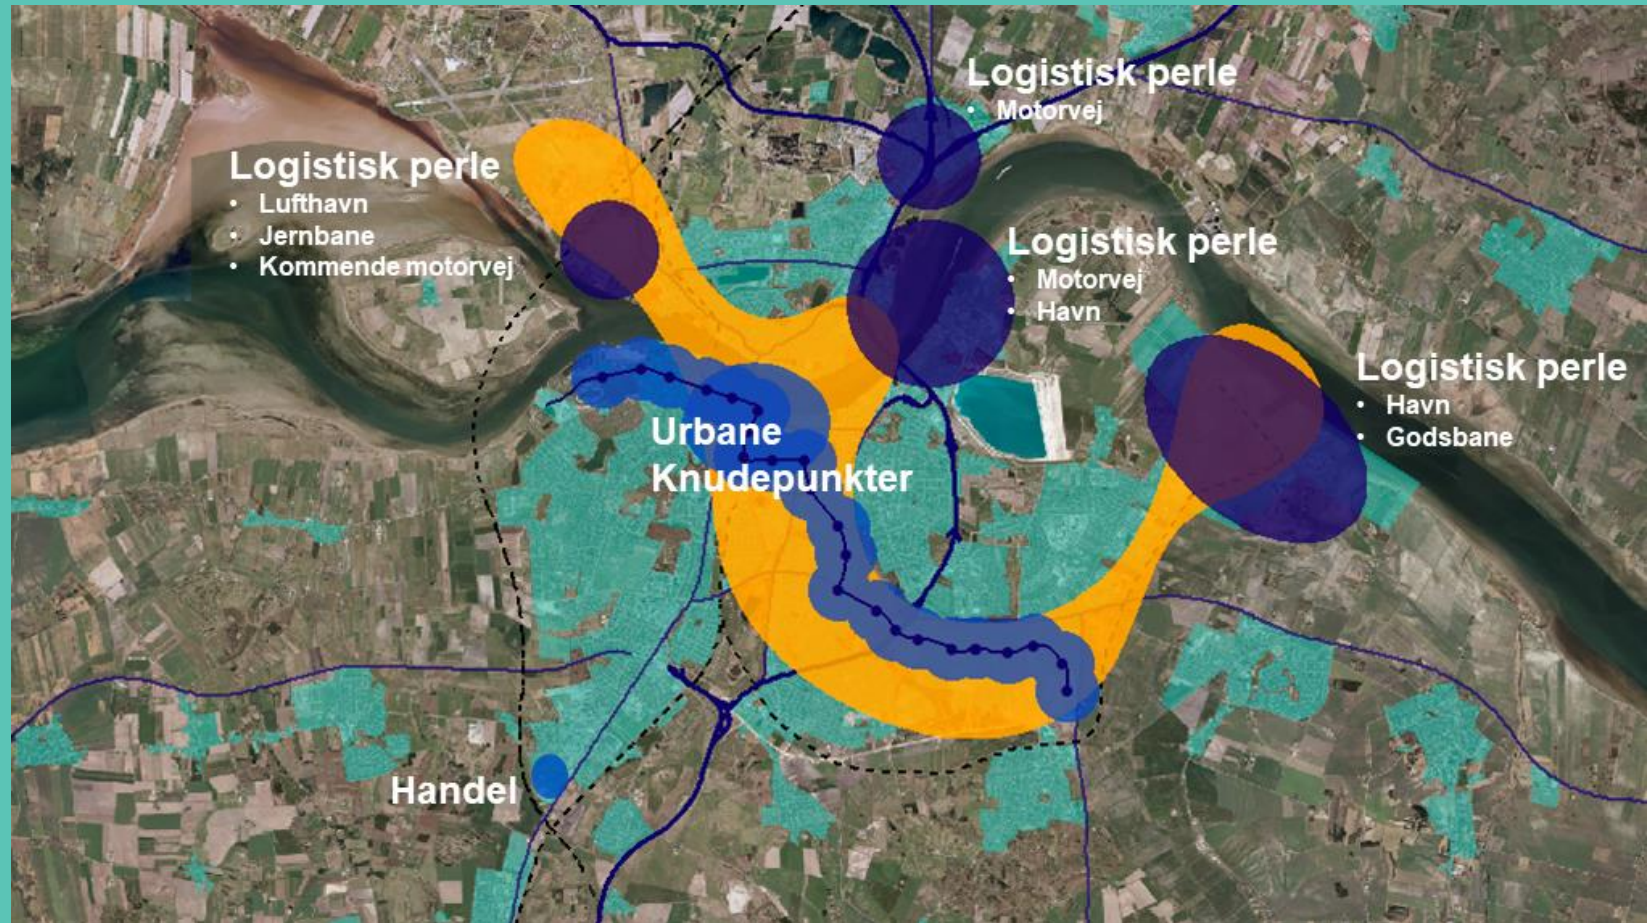 Logistisk perle
• Motorvej
Logistisk perle
• Lufthavn
• Jernbane
• Kommende motorvej
Logistisk perle
• Motorvej
• Havn
Logistisk perle
• Havn
• Godsbane
Urbane
Knudepunkter
Handel